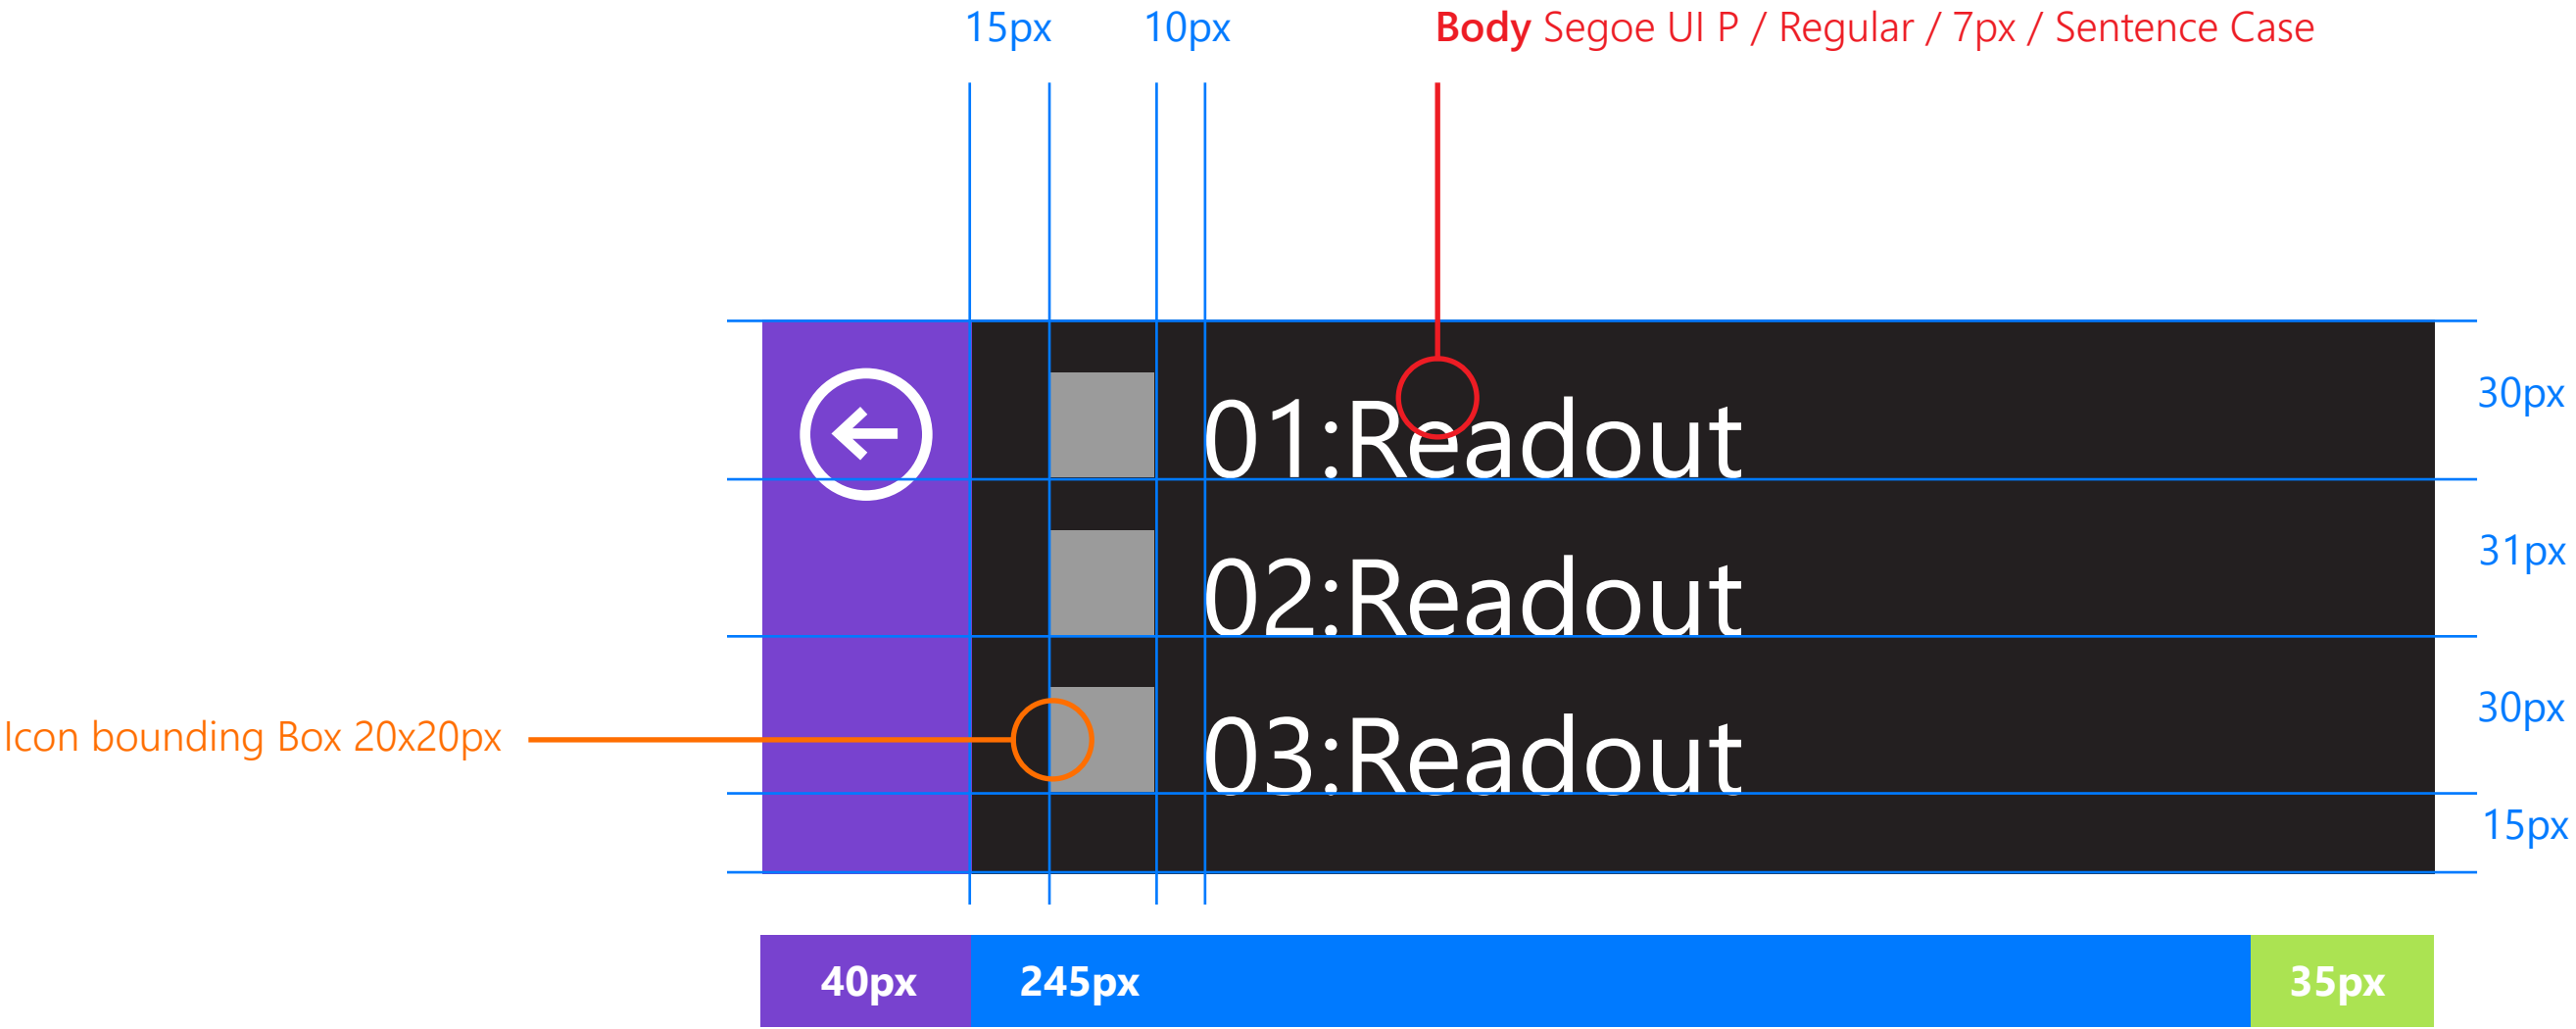 15px
10px
Body Segoe UI P / Regular / 7px / Sentence Case
30px
01:Readout
31px
02:Readout
30px
Icon bounding Box 20x20px
03:Readout
15px
40px
245px
35px